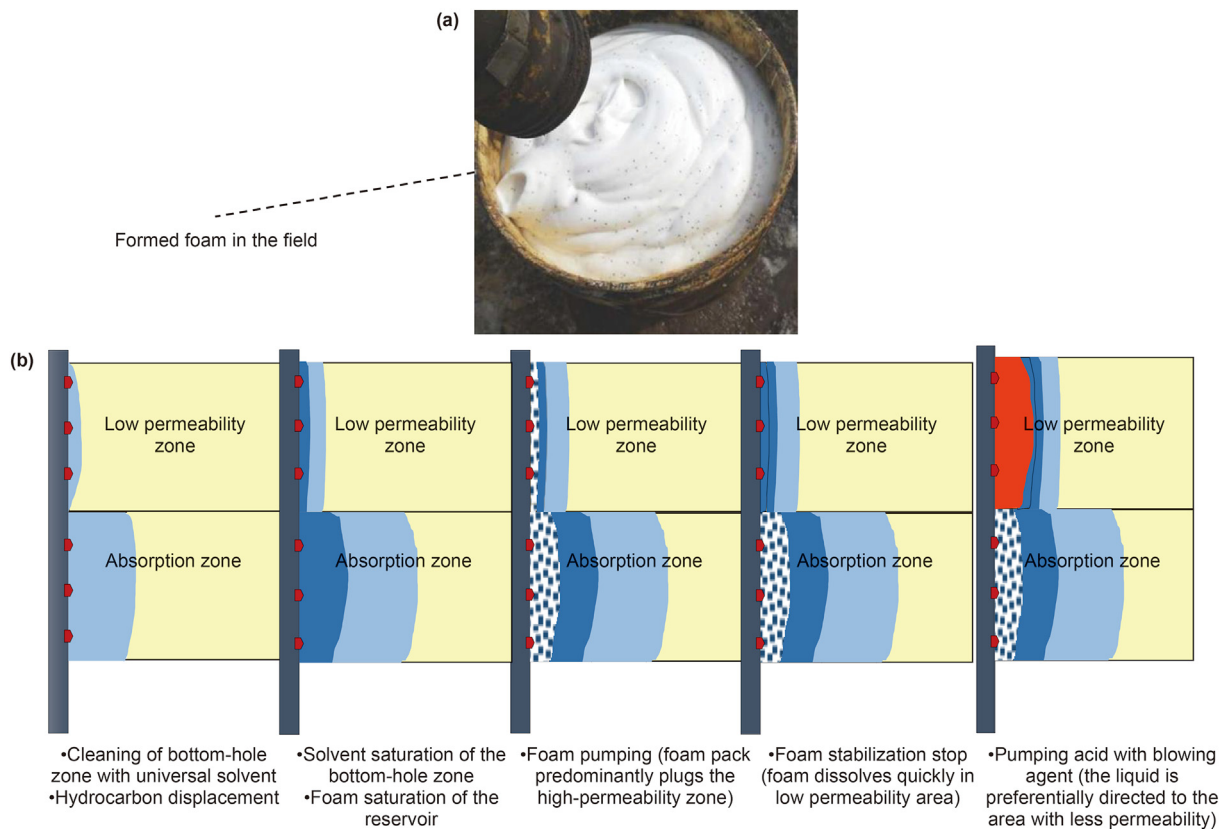 (a)
Formed foam in the field
(b)
Low permeability
zone
Absorption zone
Low permeability
zone
Absorption zone
Low permeability
zone
Absorption zone
Low permeability
zone
Absorption zone
Low permeability
zone
Absorption zone
•Cleaning of bottom-hole
zone with universal solvent
•Hydrocarbon displacement
•Solvent saturation of the
bottom-hole zone
•Foam saturation of the
reservoir
•Foam pumping (foam pack
predominantly plugs the
high-permeability zone)
•Foam stabilization stop
(foam dissolves quickly in
low permeability area)
•Pumping acid with blowing
agent (the liquid is
preferentially directed to the
area with less permeability)